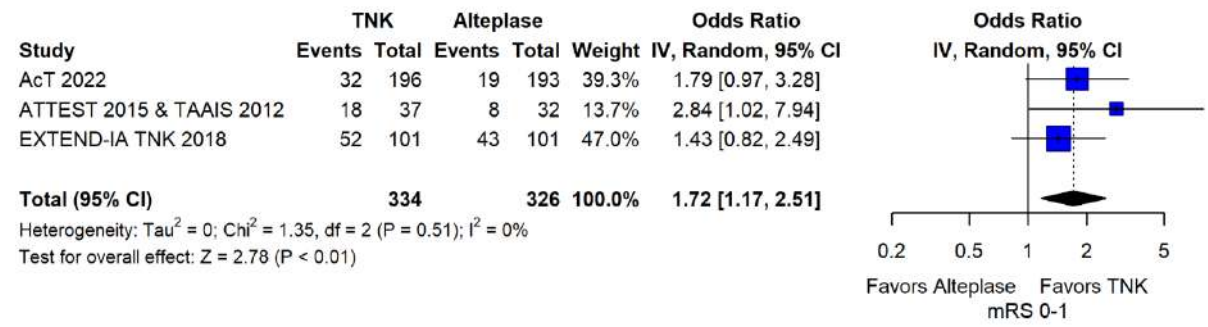 TNK Alteplase Odds Ratio Odds Ratio
Study Events Total Events Total Weight IV, Random, 95% CI IV, Random, 95% CI
AcT 2022 32 196 19 193 39.3% 1.79 [0.97, 3.28]
ATTEST 2015 & TAAIS 2012 18 37 8 32 13.7% 2.84 [1.02, 7.94]
EXTEND-IA TNK 2018 52 101 43 101 47.0% 1.43 [0.82, 2.49]
Total (95% CI) 334 326 100.0% 1.72 [1.17, 2.51]
Heterogeneity: Tau² = 0; Chi² = 1.35, df = 2 (P = 0.51); I² = 0%
Test for overall effect: Z = 2.78 (P < 0.01)
0.2 0.5 1 2 5
Favors Alteplase Favors TNK
mRS 0-1